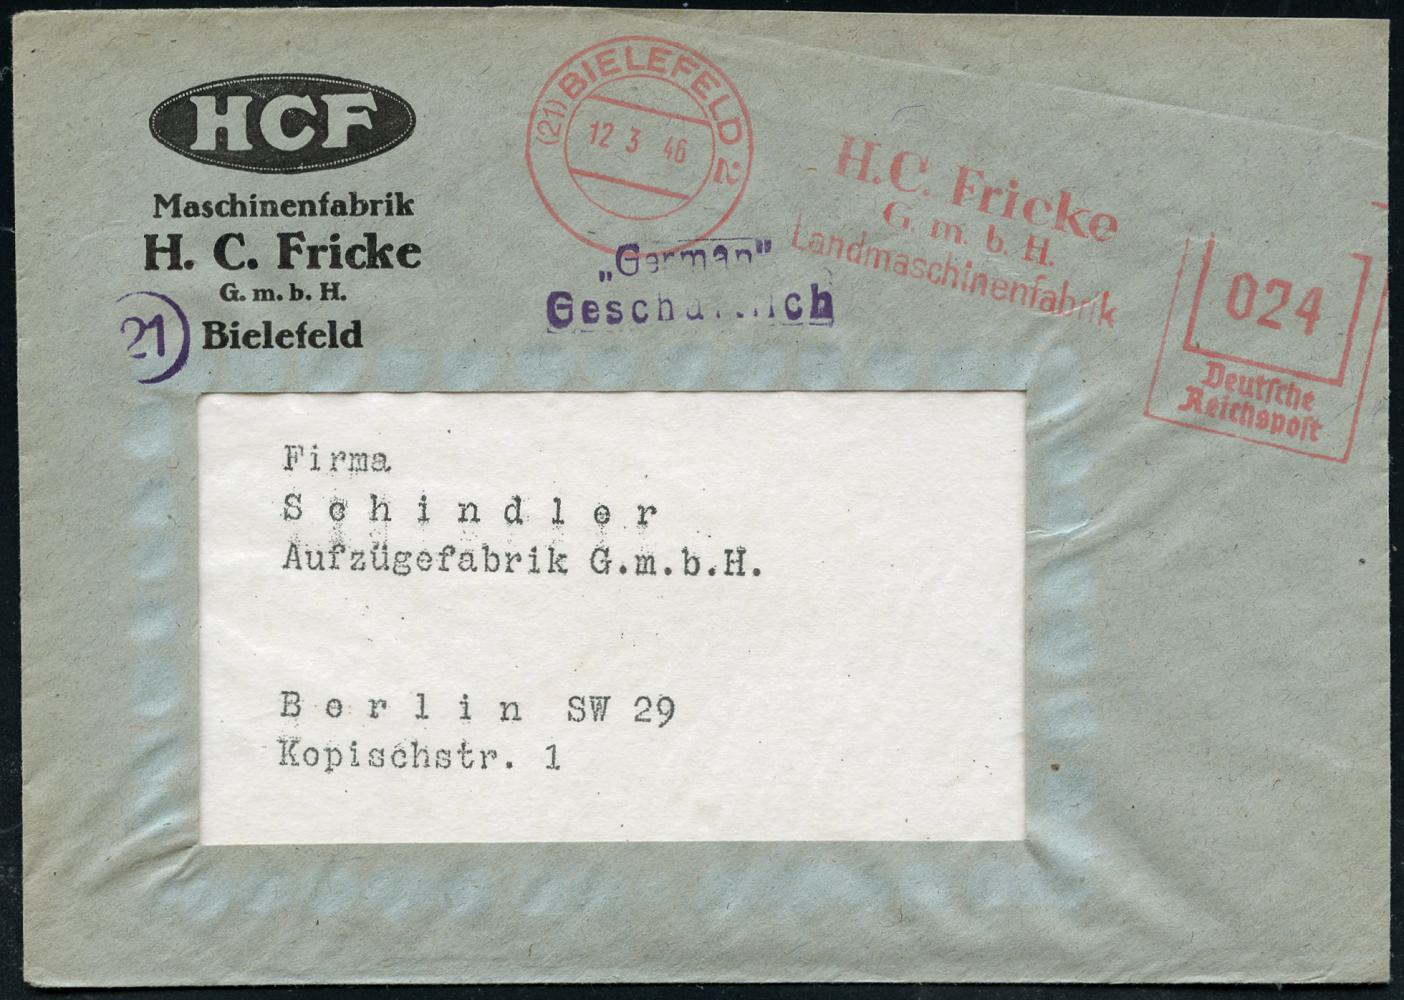 HCF
Maschinenfabrik
H. C. Fricke
G. m. b. H.
21 Bielefeld
(21) BIELEFELD 2
12 3 46
H.C. Fricke
G. m. b. H.
Landmaschinenfabrik
024
Deutsche
Reichspost
„German"
Geschäftlich
Firma
Schindler
Aufzügefabrik G.m.b.H.
Berlin SW 29
Kopischstr. 1